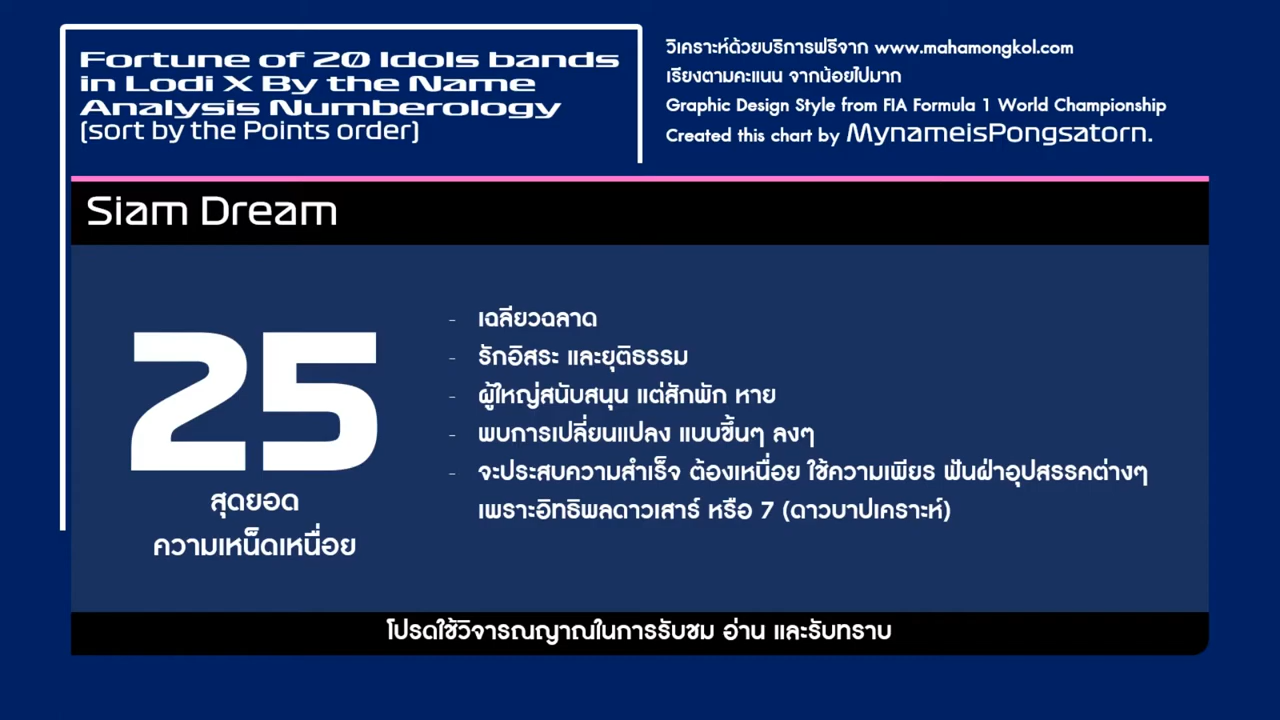 Fortune of 20 Idols bands
in Lodi X By the Name
Analysis Numberology
(sort by the Points order)
วิเคราะห์ด้วยบริการฟรีจาก www.mahamongkol.com
เรียงตามคะแนน จากน้อยไปมาก
Graphic Design Style from FIA Formula 1 World Championship
Created this chart by MynameisPongsatorn.
Siam Dream
25
สุดยอด
ความเหน็ดเหนื่อย
- เฉลียวฉลาด
- รักอิสระ และยุติธรรม
- ผู้ใหญ่สนับสนุน แต่สักพัก หาย
- พบการเปลี่ยนแปลง แบบขึ้นๆ ลงๆ
- จะประสบความสำเร็จ ต้องเหนื่อย ใช้ความเพียร ฟันฝ่าอุปสรรคต่างๆ
เพราะอิทธิพลดาวเสาร์ หรือ 7 (ดาวบาปเคราะห์)
โปรดใช้วิจารณญาณในการรับชม อ่าน และรับทราบ